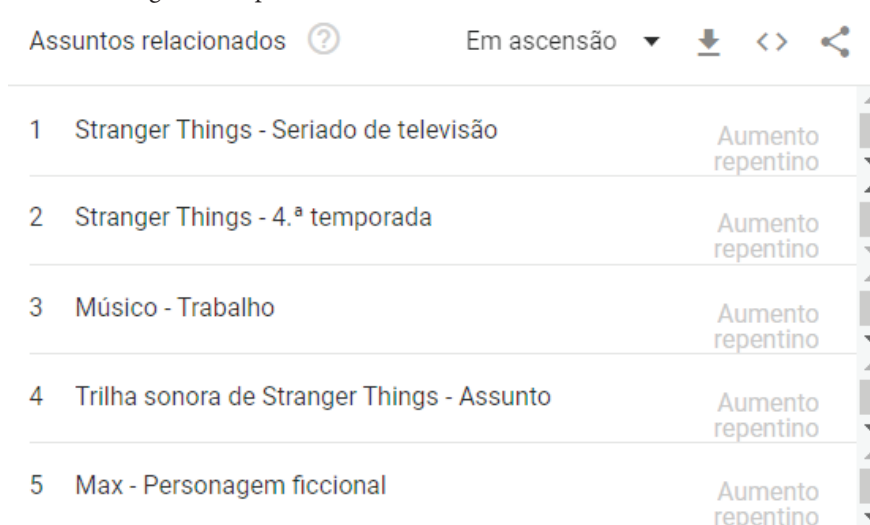 Assuntos relacionados ? Em ascensão
1 Stranger Things - Seriado de televisão Aumento
repentino
2 Stranger Things - 4.ª temporada Aumento
repentino
3 Músico - Trabalho Aumento
repentino
4 Trilha sonora de Stranger Things - Assunto Aumento
repentino
5 Max - Personagem ficcional Aumento
repentino